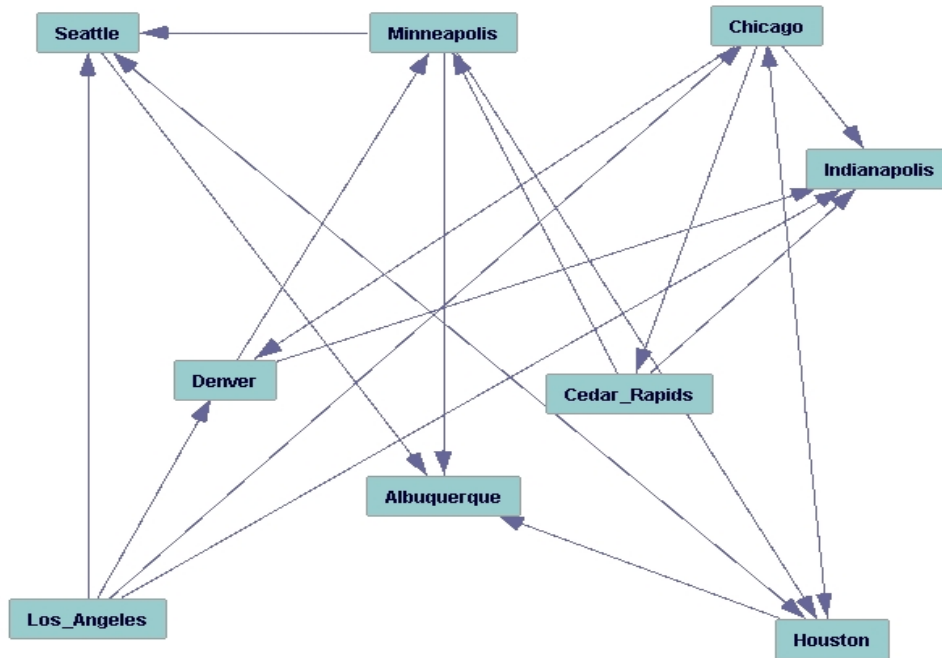 Seattle
Minneapolis
Chicago
Indianapolis
Denver
Cedar_Rapids
Albuquerque
Los_Angeles
Houston